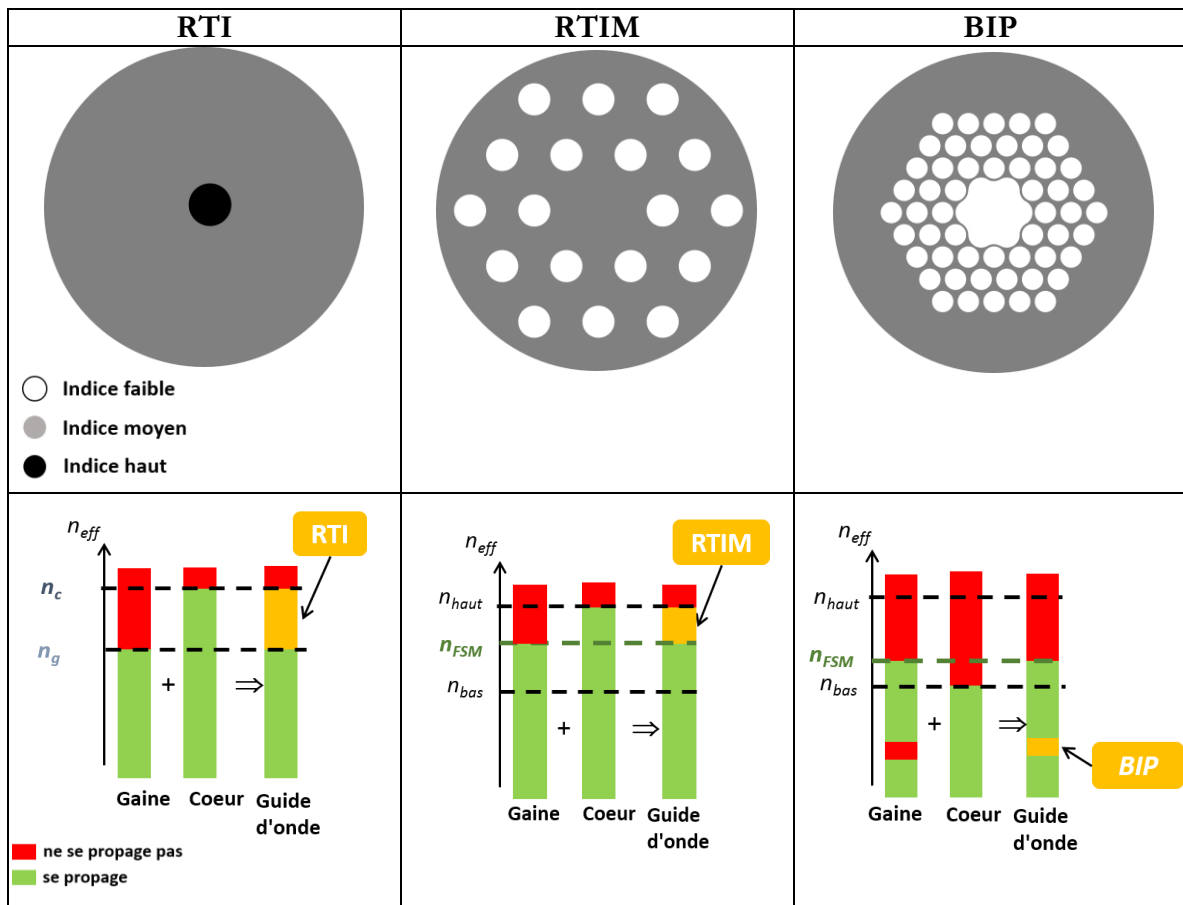 RTI
RTIM
BIP
Indice faible
Indice moyen
Indice haut
n_eff
RTI
n_c
n_g
+
⇒
Gaine
Coeur
Guide
d'onde
ne se propage pas
se propage
n_eff
RTIM
n_haut
n_FSM
n_bas
+
⇒
Gaine
Coeur
Guide
d'onde
n_eff
n_haut
n_FSM
n_bas
+
⇒
BIP
Gaine
Coeur
Guide
d'onde